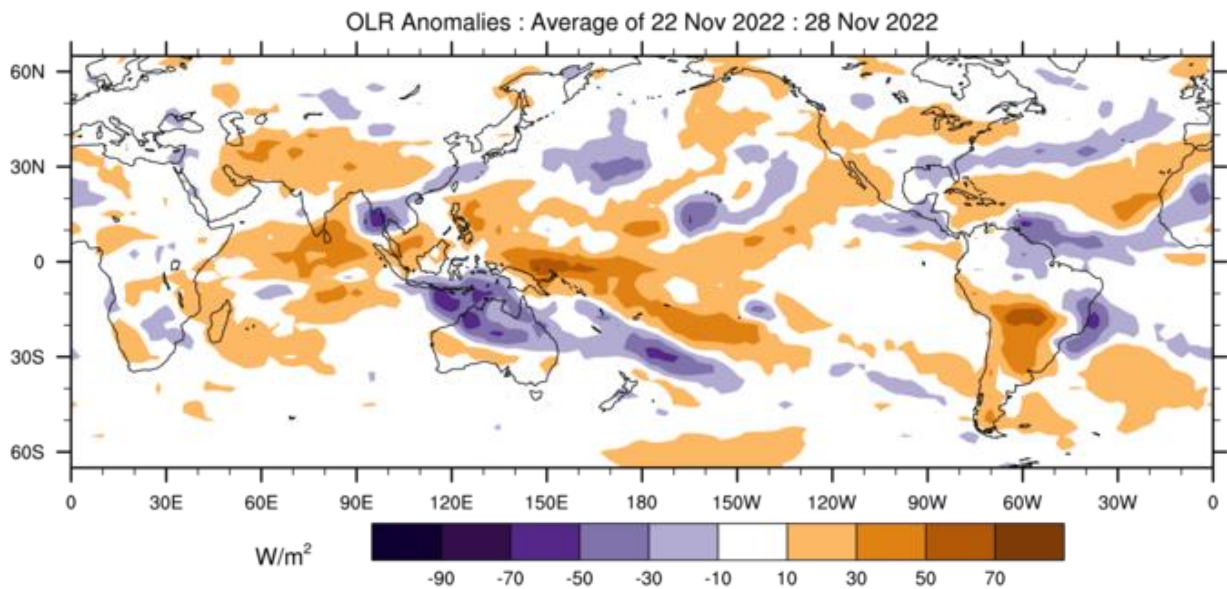 OLR Anomalies : Average of 22 Nov 2022 : 28 Nov 2022
60N
30N
0
30S
60S
0 30E 60E 90E 120E 150E 180 150W 120W 90W 60W 30W 0
W/m²
-90 -70 -50 -30 -10 10 30 50 70